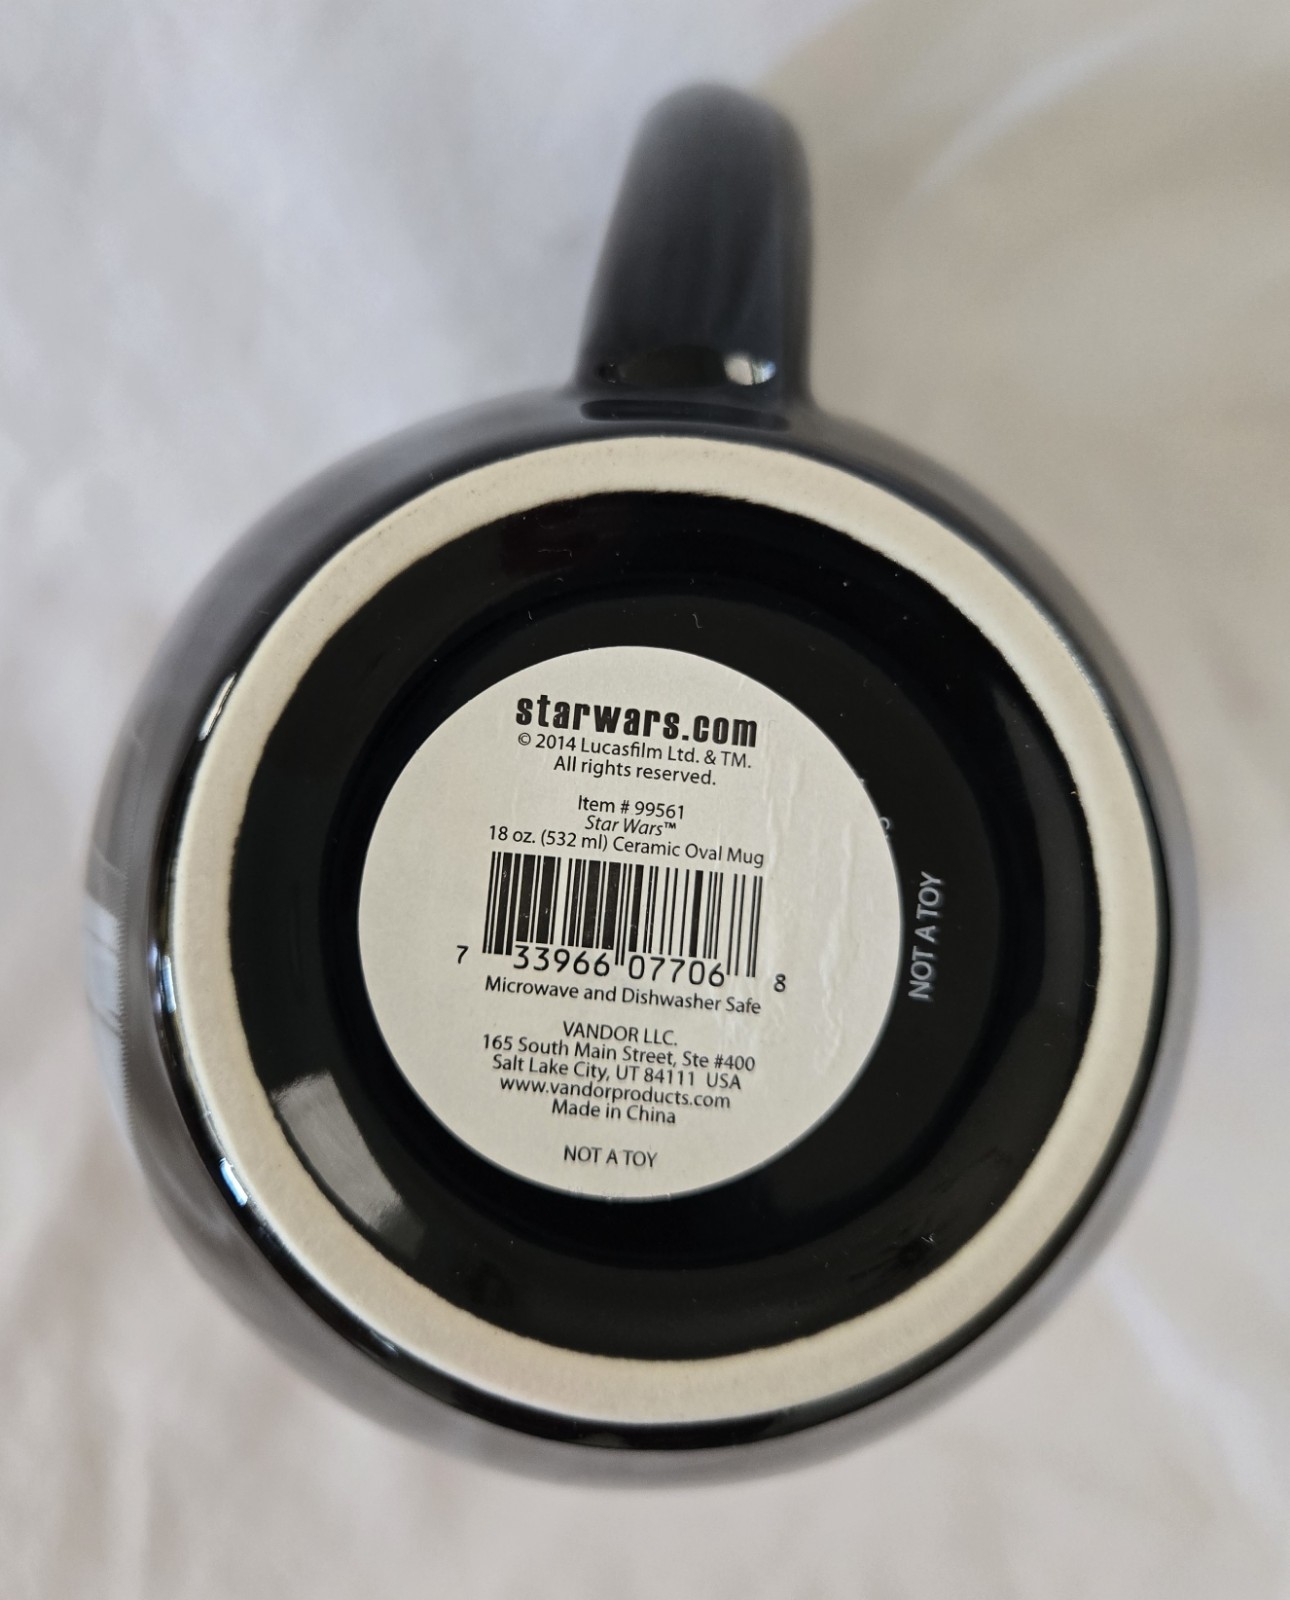 starwars.com
© 2014 Lucasfilm Ltd. & TM.
All rights reserved.
Item # 99561
Star Wars™
18 oz. (532 ml) Ceramic Oval Mug
7 33966 07706 8
Microwave and Dishwasher Safe
VANDOR LLC.
165 South Main Street, Ste #400
Salt Lake City, UT 84111 USA
www.vandorproducts.com
Made in China
NOT A TOY
NOT A TOY